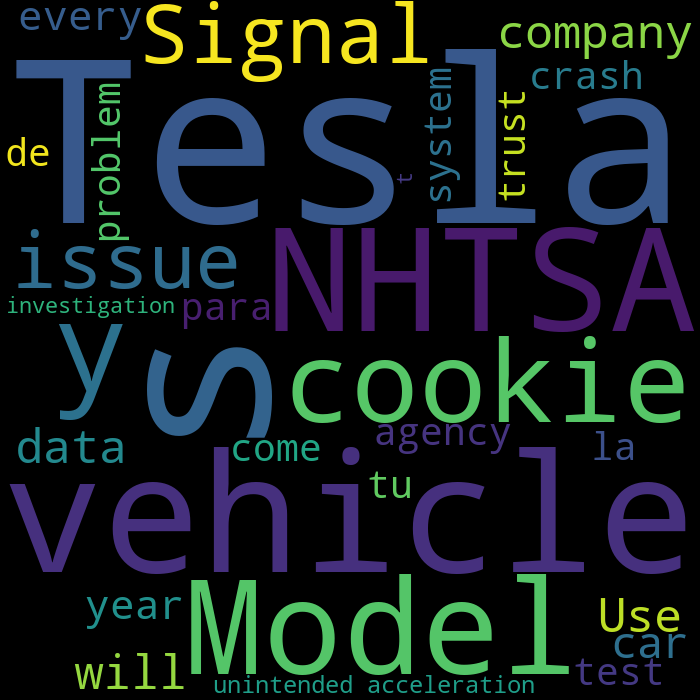 every
Signal
company
Tesla
crash
problem
system
trust
de
t
issue
NHTSA
investigation
para
y
S
cookie
data
come
agency
la
vehicle
tu
year
Model
Use
will
car
test
unintended acceleration